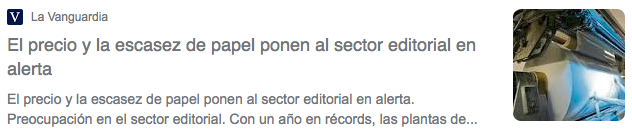 V La Vanguardia
El precio y la escasez de papel ponen al sector editorial en
alerta
El precio y la escasez de papel ponen al sector editorial en alerta.
Preocupación en el sector editorial. Con un año en récords, las plantas de...